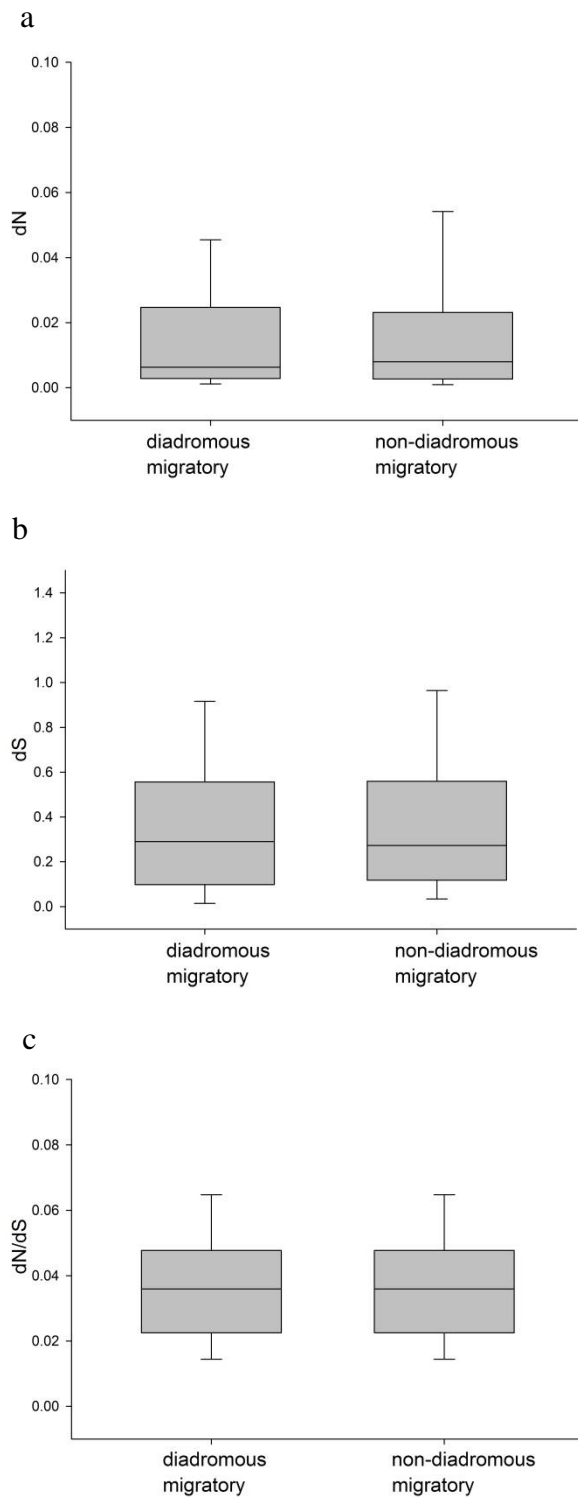 a
0.10
0.08
0.06
0.04
0.02
0.00
dN
diadromous non-diadromous
migratory migratory
b
1.4
1.2
1.0
0.8
0.6
0.4
0.2
0.0
dS
diadromous non-diadromous
migratory migratory
c
0.10
0.08
0.06
0.04
0.02
0.00
dN/dS
diadromous non-diadromous
migratory migratory